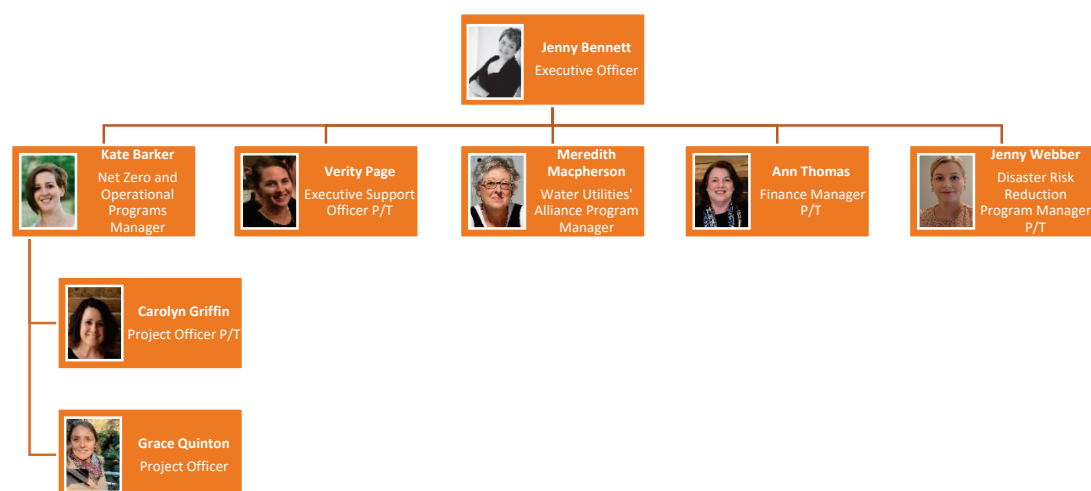 Jenny Bennett
Executive Officer
Kate Barker
Net Zero and
Operational
Programs
Manager
Verity Page
Executive Support
Officer P/T
Meredith
Macpherson
Water Utilities'
Alliance Program
Manager
Ann Thomas
Finance Manager
P/T
Jenny Webber
Disaster Risk
Reduction
Program Manager
P/T
Carolyn Griffin
Project Officer P/T
Grace Quinton
Project Officer